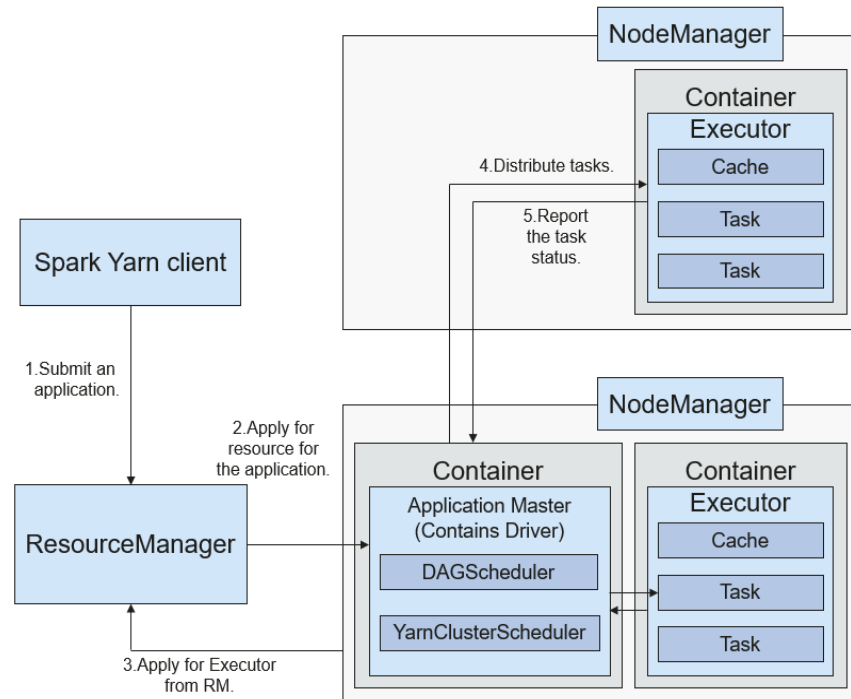 NodeManager
Container
Executor
Cache
Task
Task
4.Distribute tasks.
5.Report
the task
status.
Spark Yarn client
1.Submit an
application.
2.Apply for
resource for
the application.
ResourceManager
3.Apply for Executor
from RM.
NodeManager
Container
Application Master
(Contains Driver)
DAGScheduler
YarnClusterScheduler
Container
Executor
Cache
Task
Task